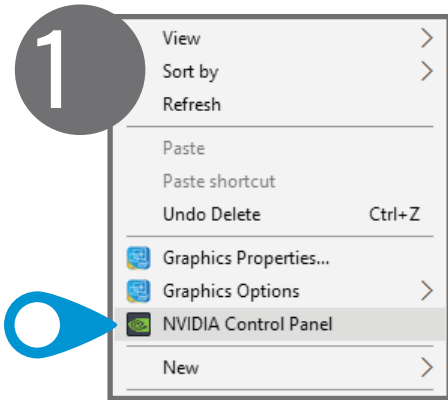 1
View
Sort by
Refresh
Paste
Paste shortcut
Undo Delete Ctrl+Z
Graphics Properties...
Graphics Options
NVIDIA Control Panel
New